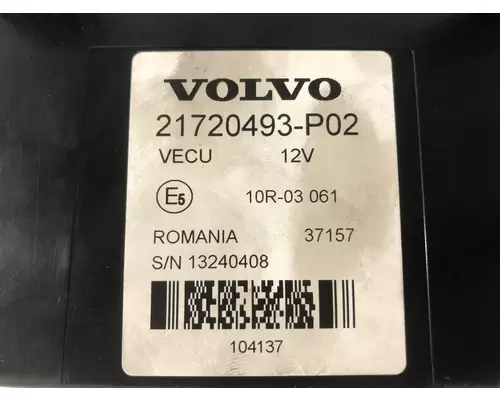 VOLVO
21720493-P02
VECU 12V
E5 10R-03 061
ROMANIA 37157
S/N 13240408
104137